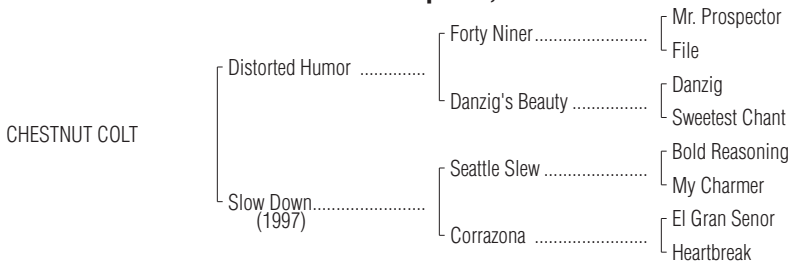 Mr. Prospector
Forty Niner
File
Distorted Humor
Danzig
Danzig's Beauty
Sweetest Chant
CHESTNUT COLT
Bold Reasoning
Seattle Slew
My Charmer
Slow Down
(1997)
El Gran Senor
Corrazona
Heartbreak